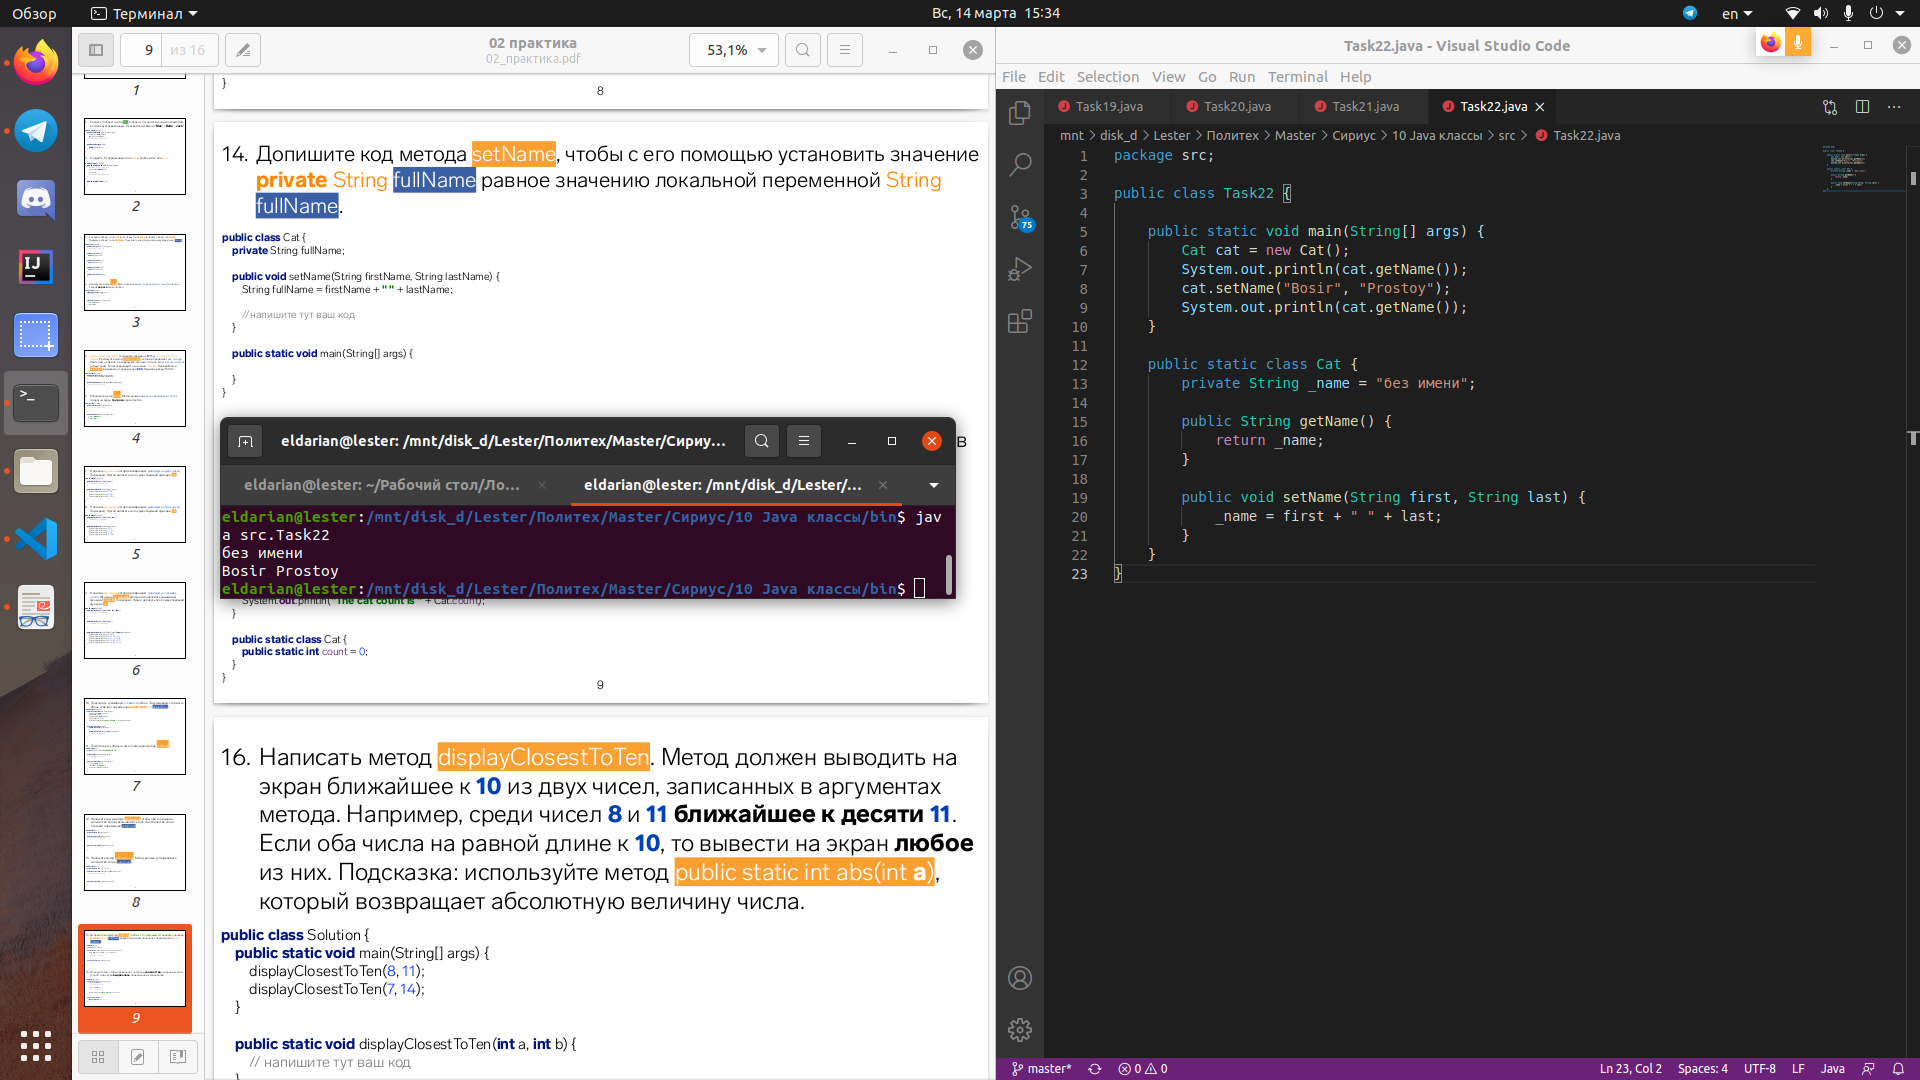 Обзор
Терминал
Вс, 14 марта 15:34
en
9 из 16
02 практика
02_практика.pdf
53,1%
1
2
3
4
5
6
7
8
9
}
8
14. Допишите код метода setName, чтобы с его помощью установить значение
private String fullName равное значению локальной переменной String
fullName.
public class Cat {
private String fullName;
public void setName(String firstName, String lastName) {
String fullName = firstName + " " + lastName;
//напишите тут ваш код
}
public static void main(String[] args) {
}
}
в
eldarian@lester: /mnt/disk_d/Lester/Политех/Master/Сириу...
eldarian@lester: ~/Рабочий стол/Ло...
eldarian@lester: /mnt/disk_d/Lester/...
eldarian@lester:/mnt/disk_d/Lester/Политех/Master/Сириус/10 Java классы/bin$ jav
a src.Task22
без имени
Bosir Prostoy
eldarian@lester:/mnt/disk_d/Lester/Политех/Master/Сириус/10 Java классы/bin$
System.out.println("The cat count is " + Cat.count);
}
public static class Cat {
public static int count = 0;
}
}
9
16. Написать метод displayClosestToTen. Метод должен выводить на
экран ближайшее к 10 из двух чисел, записанных в аргументах
метода. Например, среди чисел 8 и 11 ближайшее к десяти 11.
Если оба числа на равной длине к 10, то вывести на экран любое
из них. Подсказка: используйте метод public static int abs(int a),
который возвращает абсолютную величину числа.
public class Solution {
public static void main(String[] args) {
displayClosestToTen(8, 11);
displayClosestToTen(7, 14);
}
public static void displayClosestToTen(int a, int b) {
// напишите тут ваш код
}
Task22.java - Visual Studio Code
File Edit Selection View Go Run Terminal Help
Task19.java
Task20.java
Task21.java
Task22.java
mnt > disk_d > Lester > Политех > Master > Сириус > 10 Java классы > src > Task22.java
75
1 package src;
2
3 public class Task22 {
4
5 public static void main(String[] args) {
6 Cat cat = new Cat();
7 System.out.println(cat.getName());
8 cat.setName("Bosir", "Prostoy");
9 System.out.println(cat.getName());
10 }
11
12 public static class Cat {
13 private String _name = "без имени";
14
15 public String getName() {
16 return _name;
17 }
18
19 public void setName(String first, String last) {
20 _name = first + " " + last;
21 }
22 }
23 }
master* 0 0
Ln 23, Col 2 Spaces: 4 UTF-8 LF Java